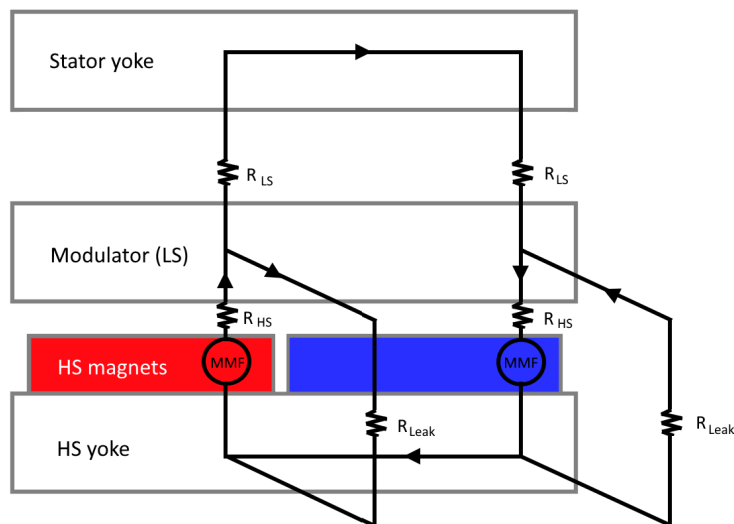 Stator yoke
R LS
R LS
Modulator (LS)
R HS
R HS
HS magnets
MMF
MMF
R Leak
R Leak
HS yoke